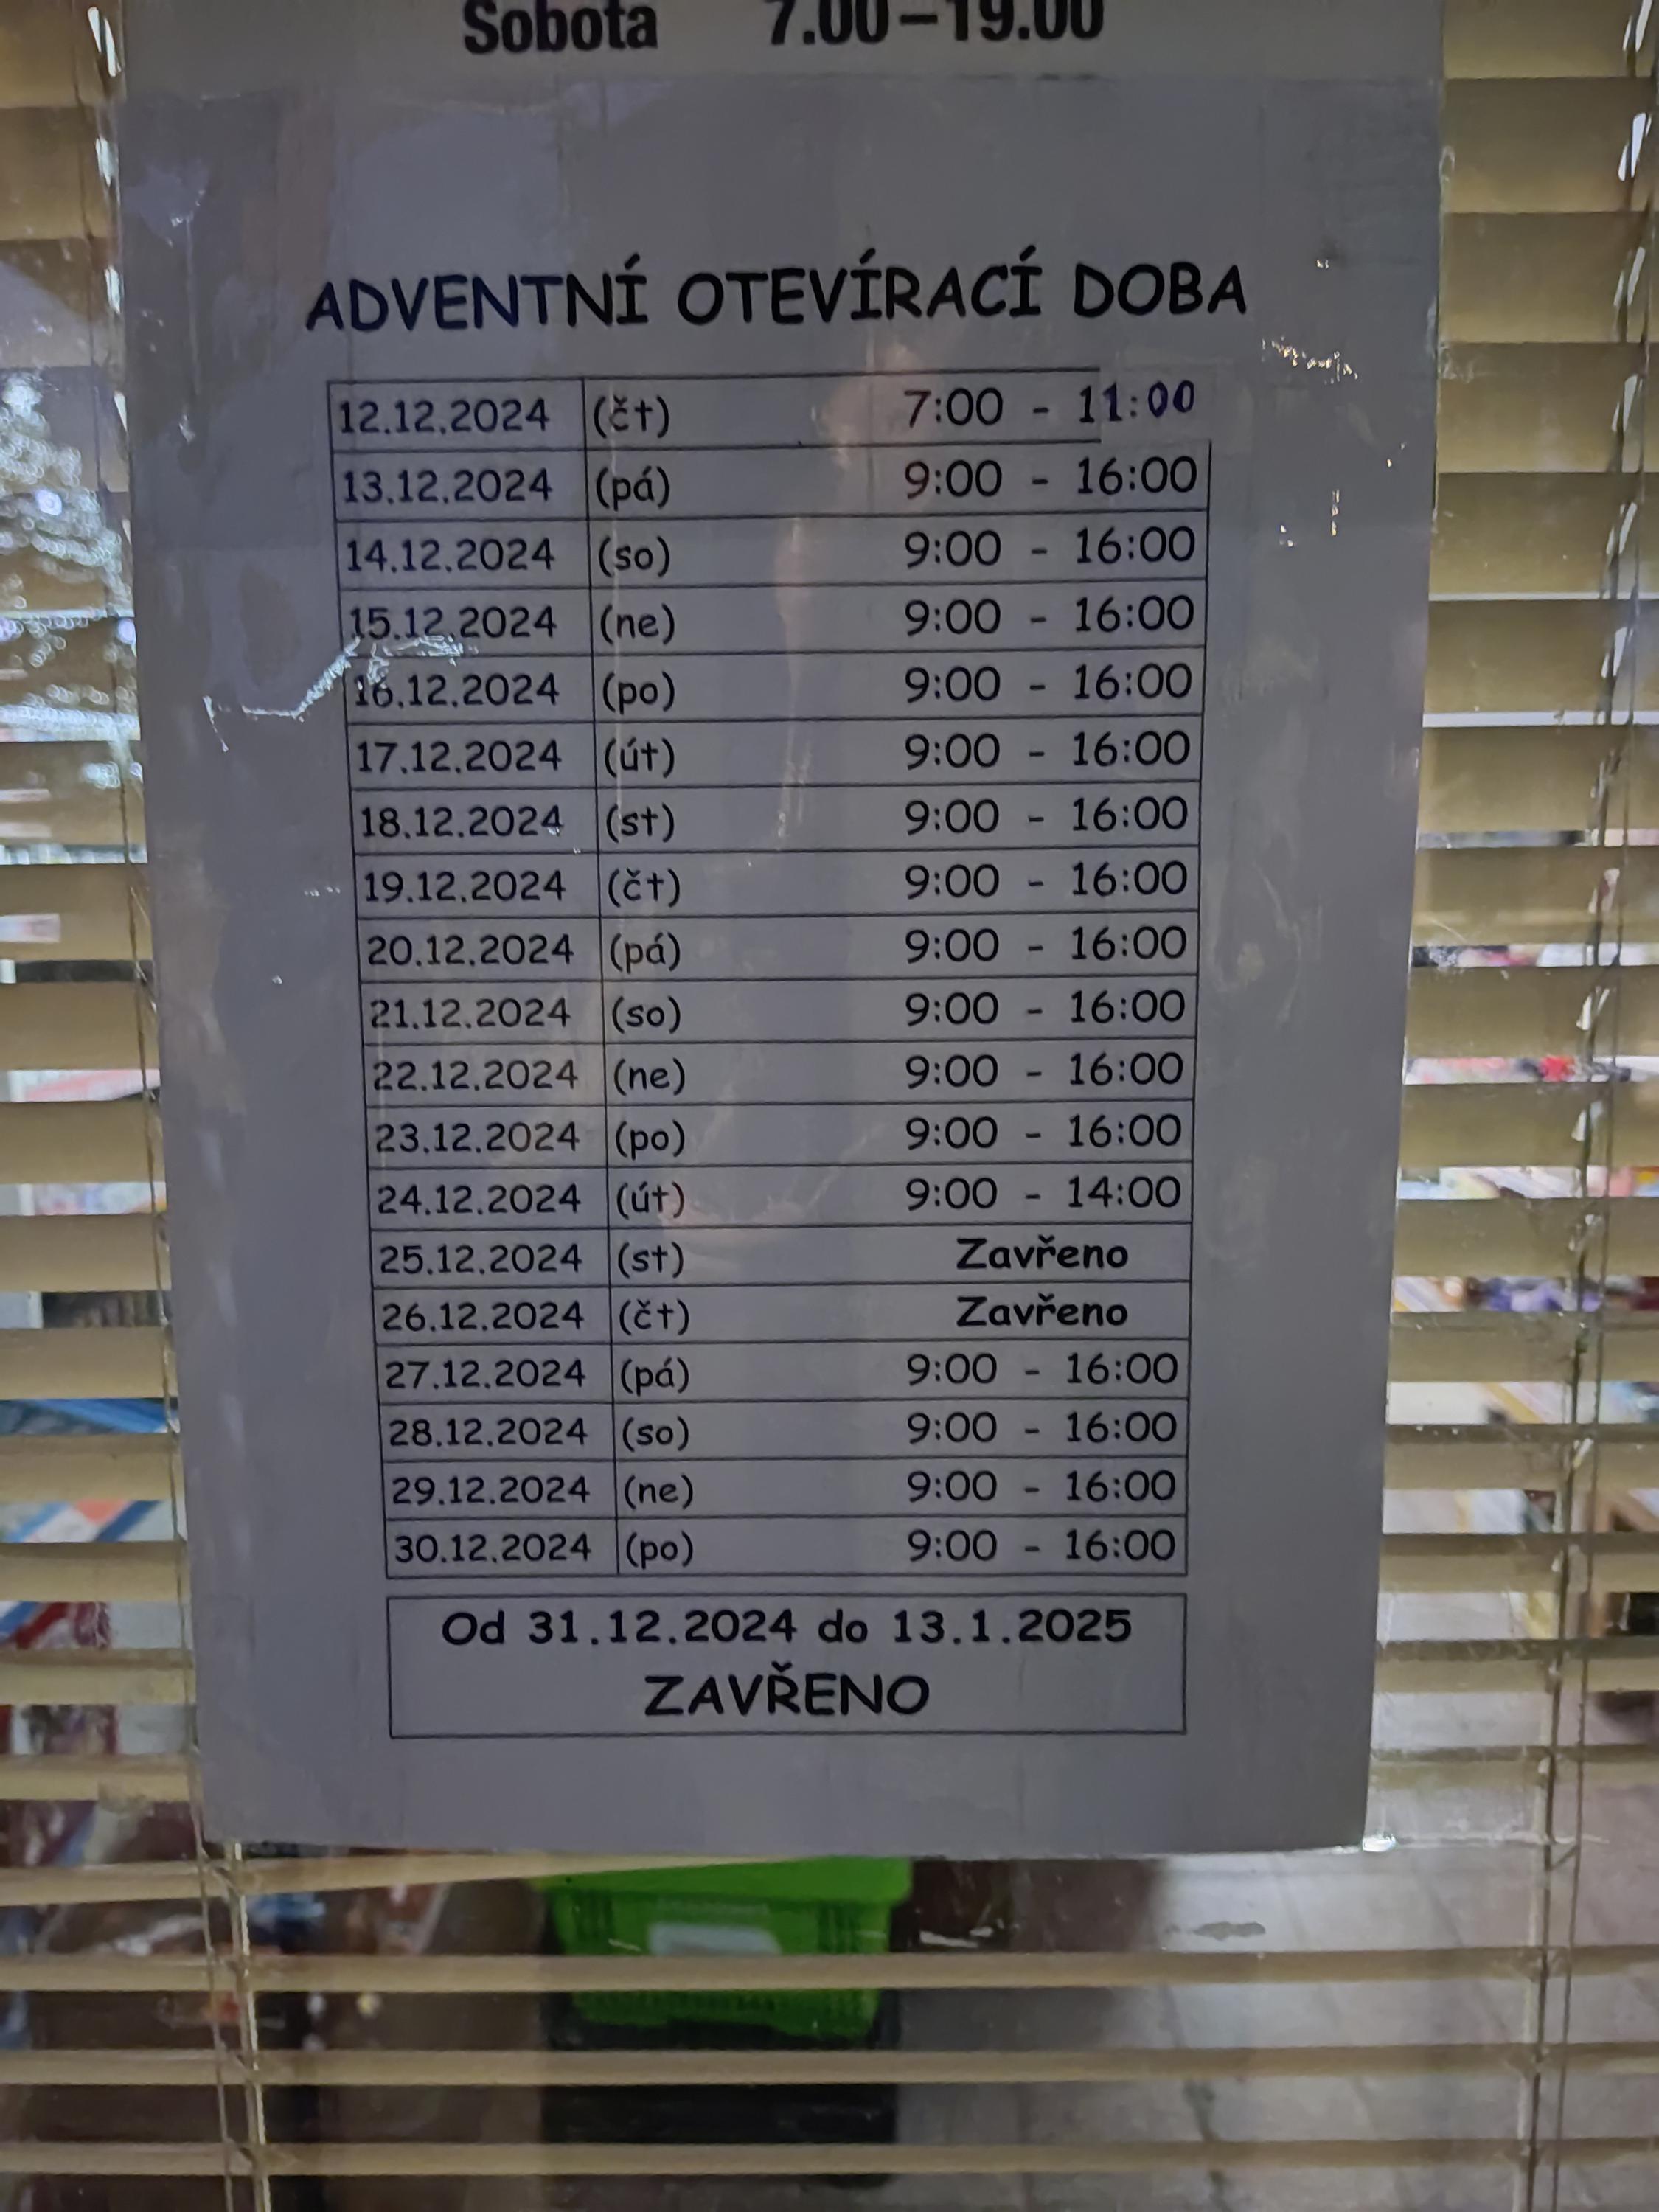 Sobota 7.00–19.00
ADVENTNÍ OTEVÍRACÍ DOBA
12.12.2024 (čt) 7:00 - 11:00
13.12.2024 (pá) 9:00 - 16:00
14.12.2024 (so) 9:00 - 16:00
15.12.2024 (ne) 9:00 - 16:00
16.12.2024 (po) 9:00 - 16:00
17.12.2024 (út) 9:00 - 16:00
18.12.2024 (st) 9:00 - 16:00
19.12.2024 (čt) 9:00 - 16:00
20.12.2024 (pá) 9:00 - 16:00
21.12.2024 (so) 9:00 - 16:00
22.12.2024 (ne) 9:00 - 16:00
23.12.2024 (po) 9:00 - 16:00
24.12.2024 (út) 9:00 - 14:00
25.12.2024 (st) Zavřeno
26.12.2024 (čt) Zavřeno
27.12.2024 (pá) 9:00 - 16:00
28.12.2024 (so) 9:00 - 16:00
29.12.2024 (ne) 9:00 - 16:00
30.12.2024 (po) 9:00 - 16:00
Od 31.12.2024 do 13.1.2025
ZAVŘENO